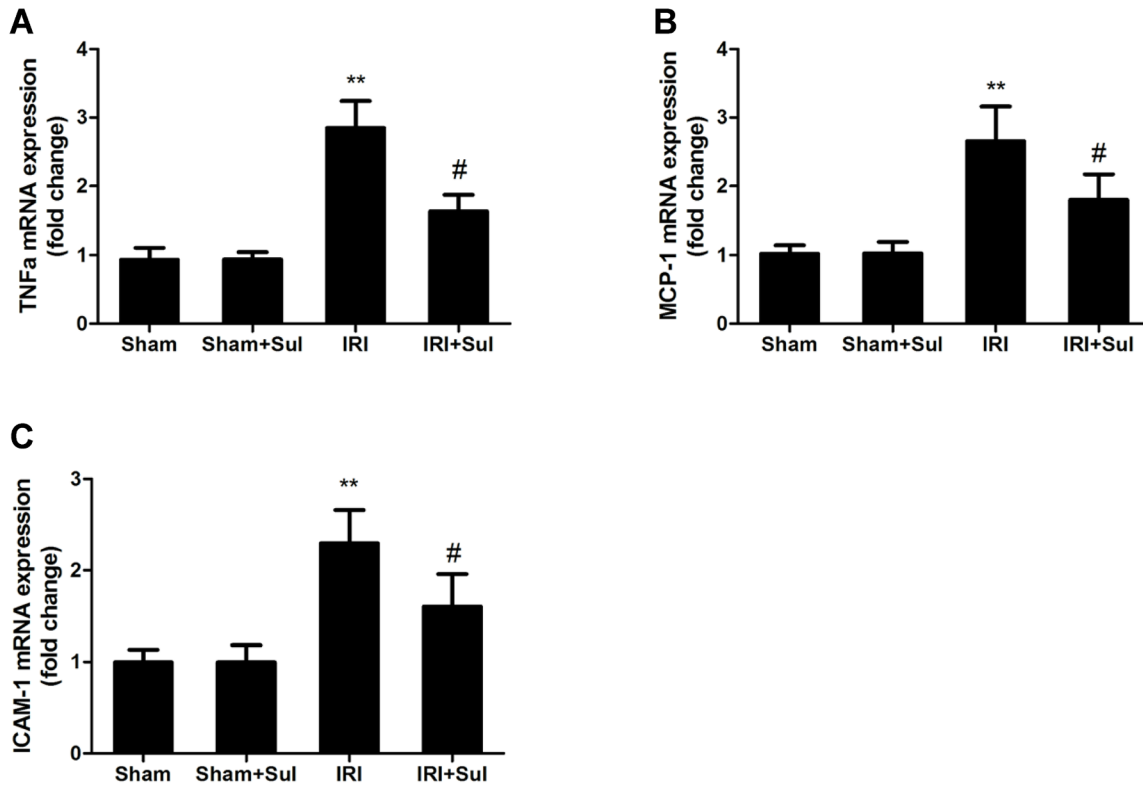 A
TNFa mRNA expression
(fold change)
4
3
2
1
0
**
#
Sham
Sham+Sul
IRI
IRI+Sul
B
MCP-1 mRNA expression
(fold change)
4
3
2
1
0
**
#
Sham
Sham+Sul
IRI
IRI+Sul
C
ICAM-1 mRNA expression
(fold change)
3
2
1
0
**
#
Sham
Sham+Sul
IRI
IRI+Sul